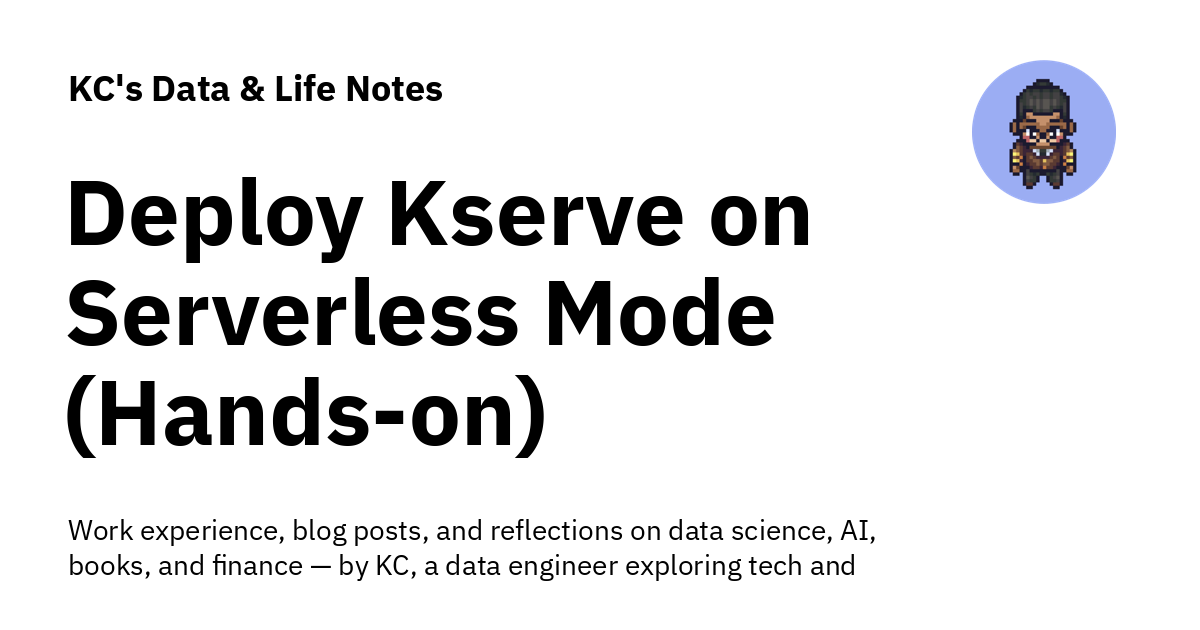 KC's Data & Life Notes
Deploy Kserve on
Serverless Mode
(Hands-on)
Work experience, blog posts, and reflections on data science, AI,
books, and finance — by KC, a data engineer exploring tech and